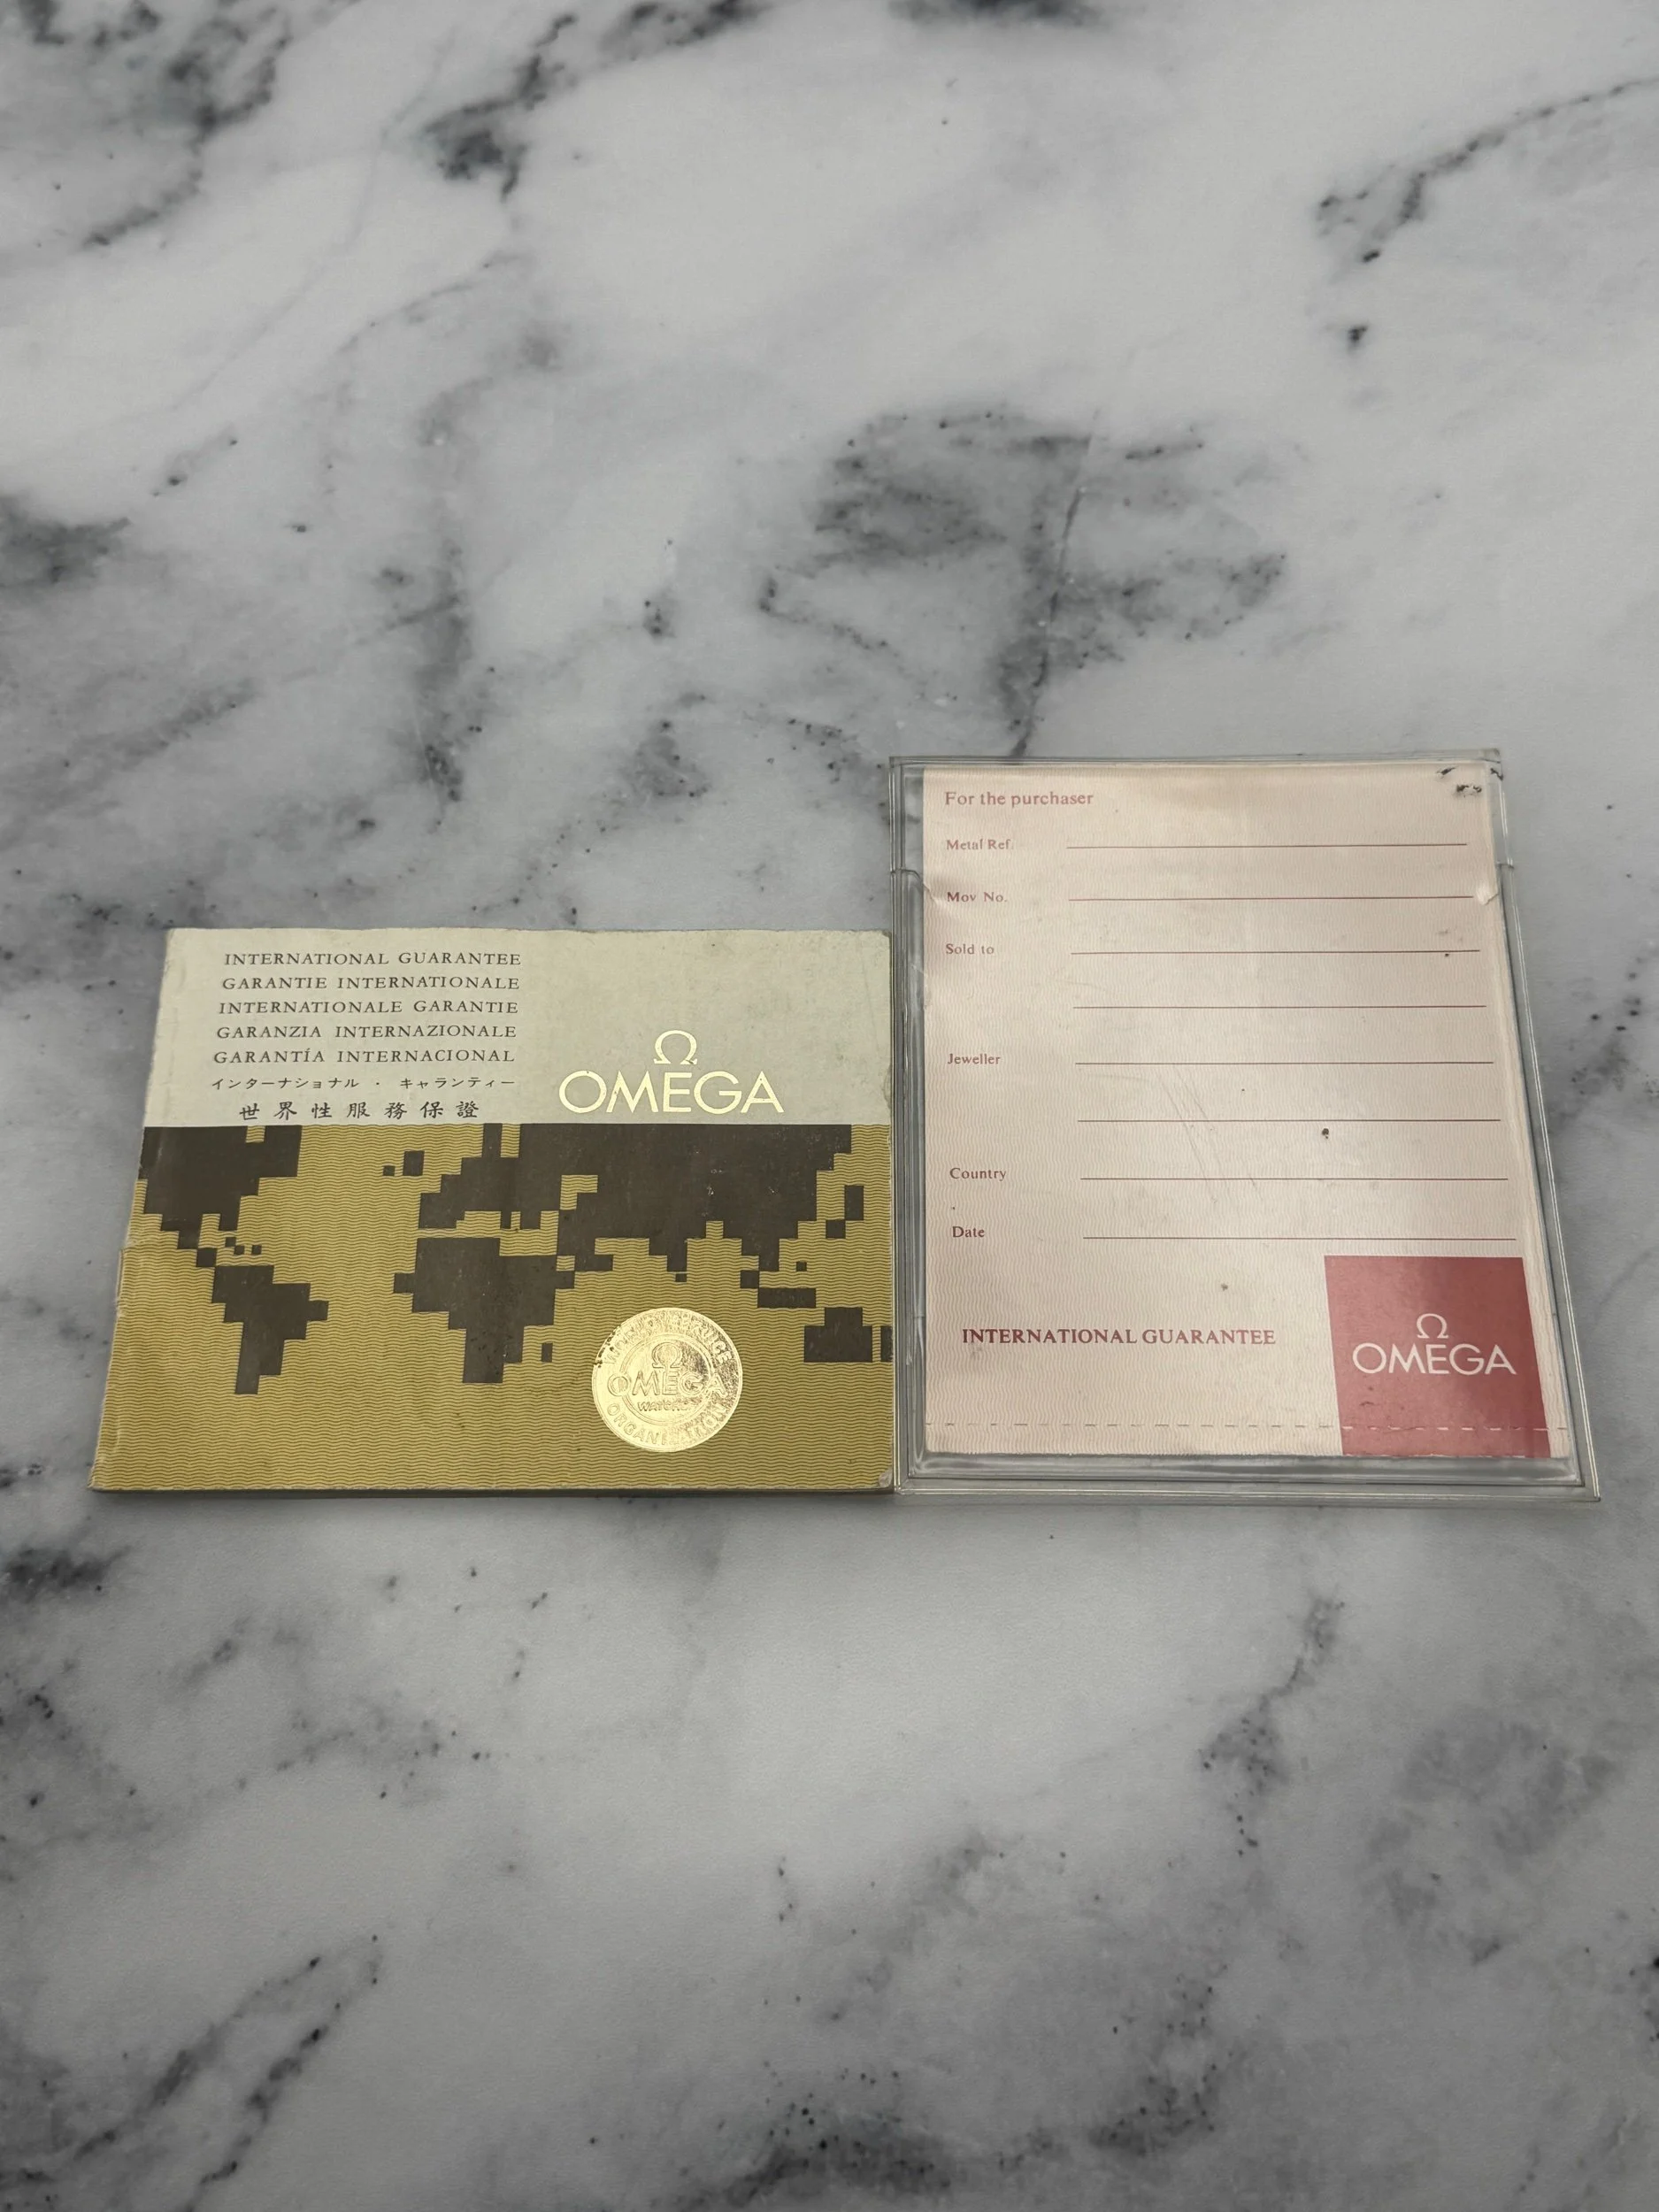 INTERNATIONAL GUARANTEE
GARANTIE INTERNATIONALE
INTERNATIONALE GARANTIE
GARANZIA INTERNAZIONALE
GARANTÍA INTERNACIONAL
インターナショナル ・ キャランティー
世界性服務保證
Ω
OMEGA
Ω
OMEGA
ORGANISATION
For the purchaser
Metal Ref.
Mov No.
Sold to
Jeweller
Country
Date
INTERNATIONAL GUARANTEE
Ω
OMEGA